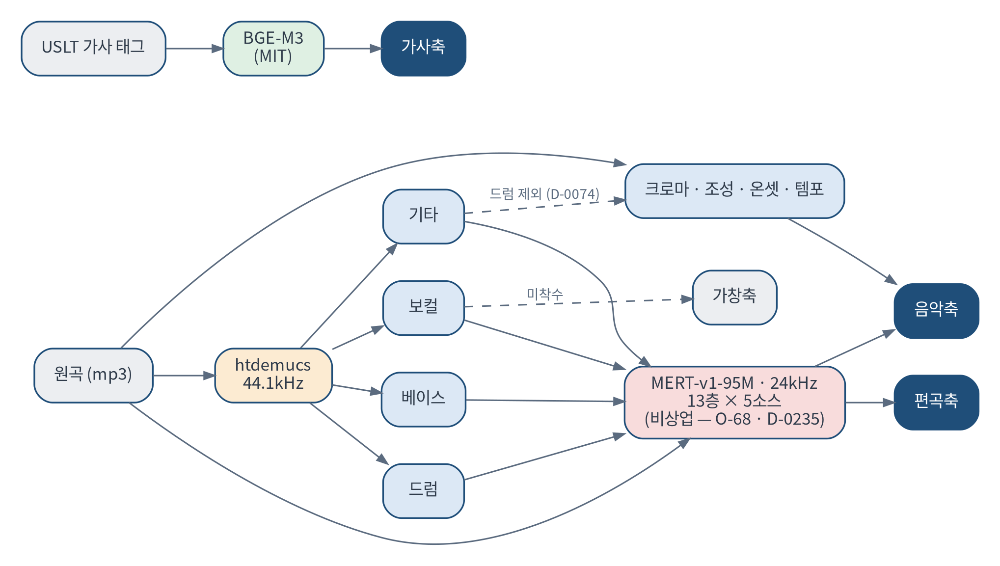 USLT 가사 태그
BGE-M3
(MIT)
가사축
크로마 · 조성 · 온셋 · 템포
드럼 제외 (D-0074)
기타
미착수
가창축
보컬
음악축
원곡 (mp3)
htdemucs
44.1kHz
베이스
MERT-v1-95M · 24kHz
13층 × 5소스
(비상업 — O-68 · D-0235)
편곡축
드럼